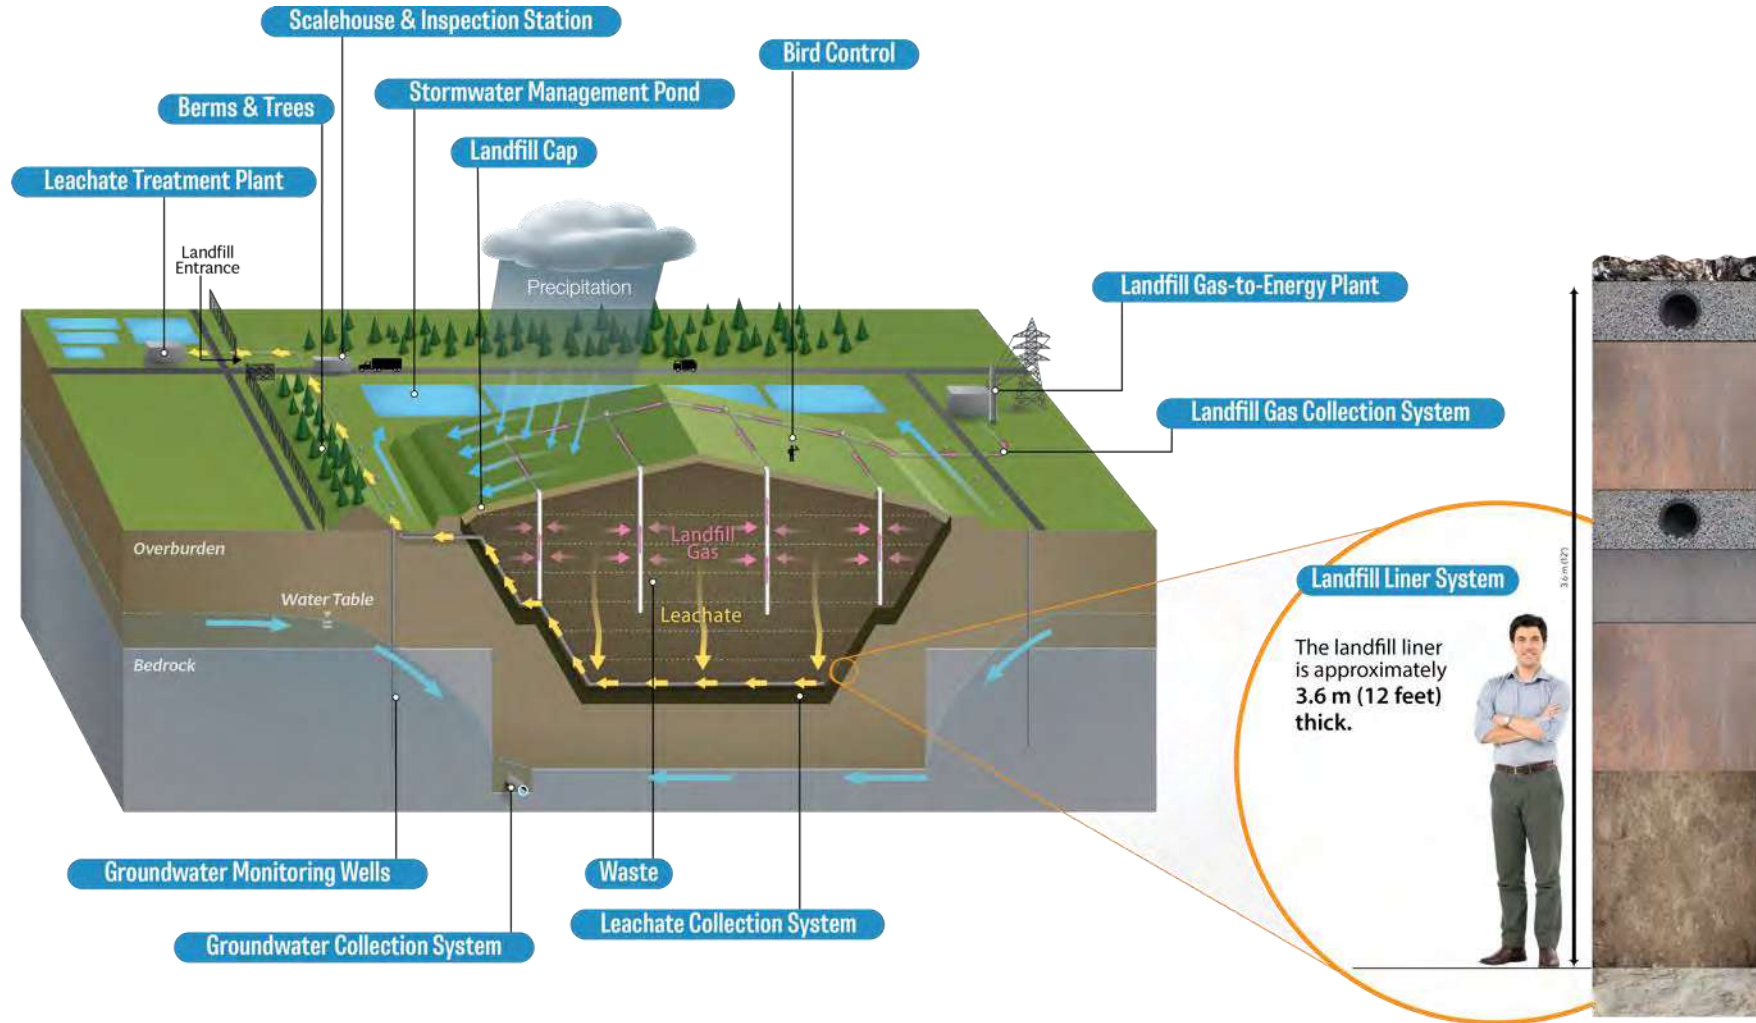 Scalehouse & Inspection Station
Bird Control
Stormwater Management Pond
Berms & Trees
Landfill Cap
Leachate Treatment Plant
Landfill
Entrance
Precipitation
Landfill Gas-to-Energy Plant
Landfill Gas Collection System
Landfill
Gas
Overburden
Water Table
Leachate
Bedrock
Landfill Liner System
3.6 m (12')
The landfill liner
is approximately
3.6 m (12 feet)
thick.
Groundwater Monitoring Wells
Waste
Leachate Collection System
Groundwater Collection System